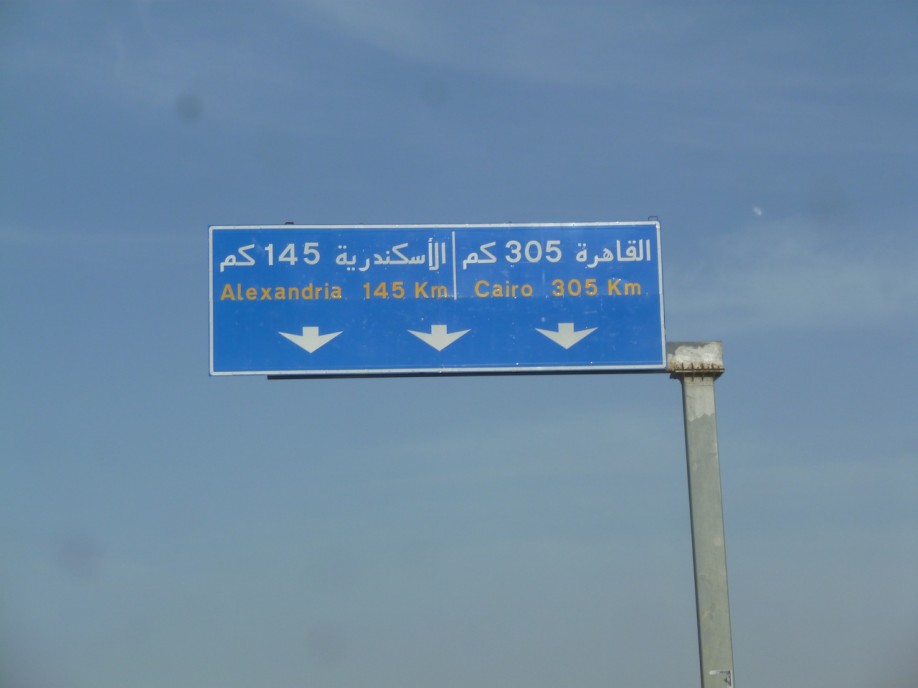 القاهرة 305 كم
Cairo 305 Km
الأسكندرية 145 كم
Alexandria 145 Km